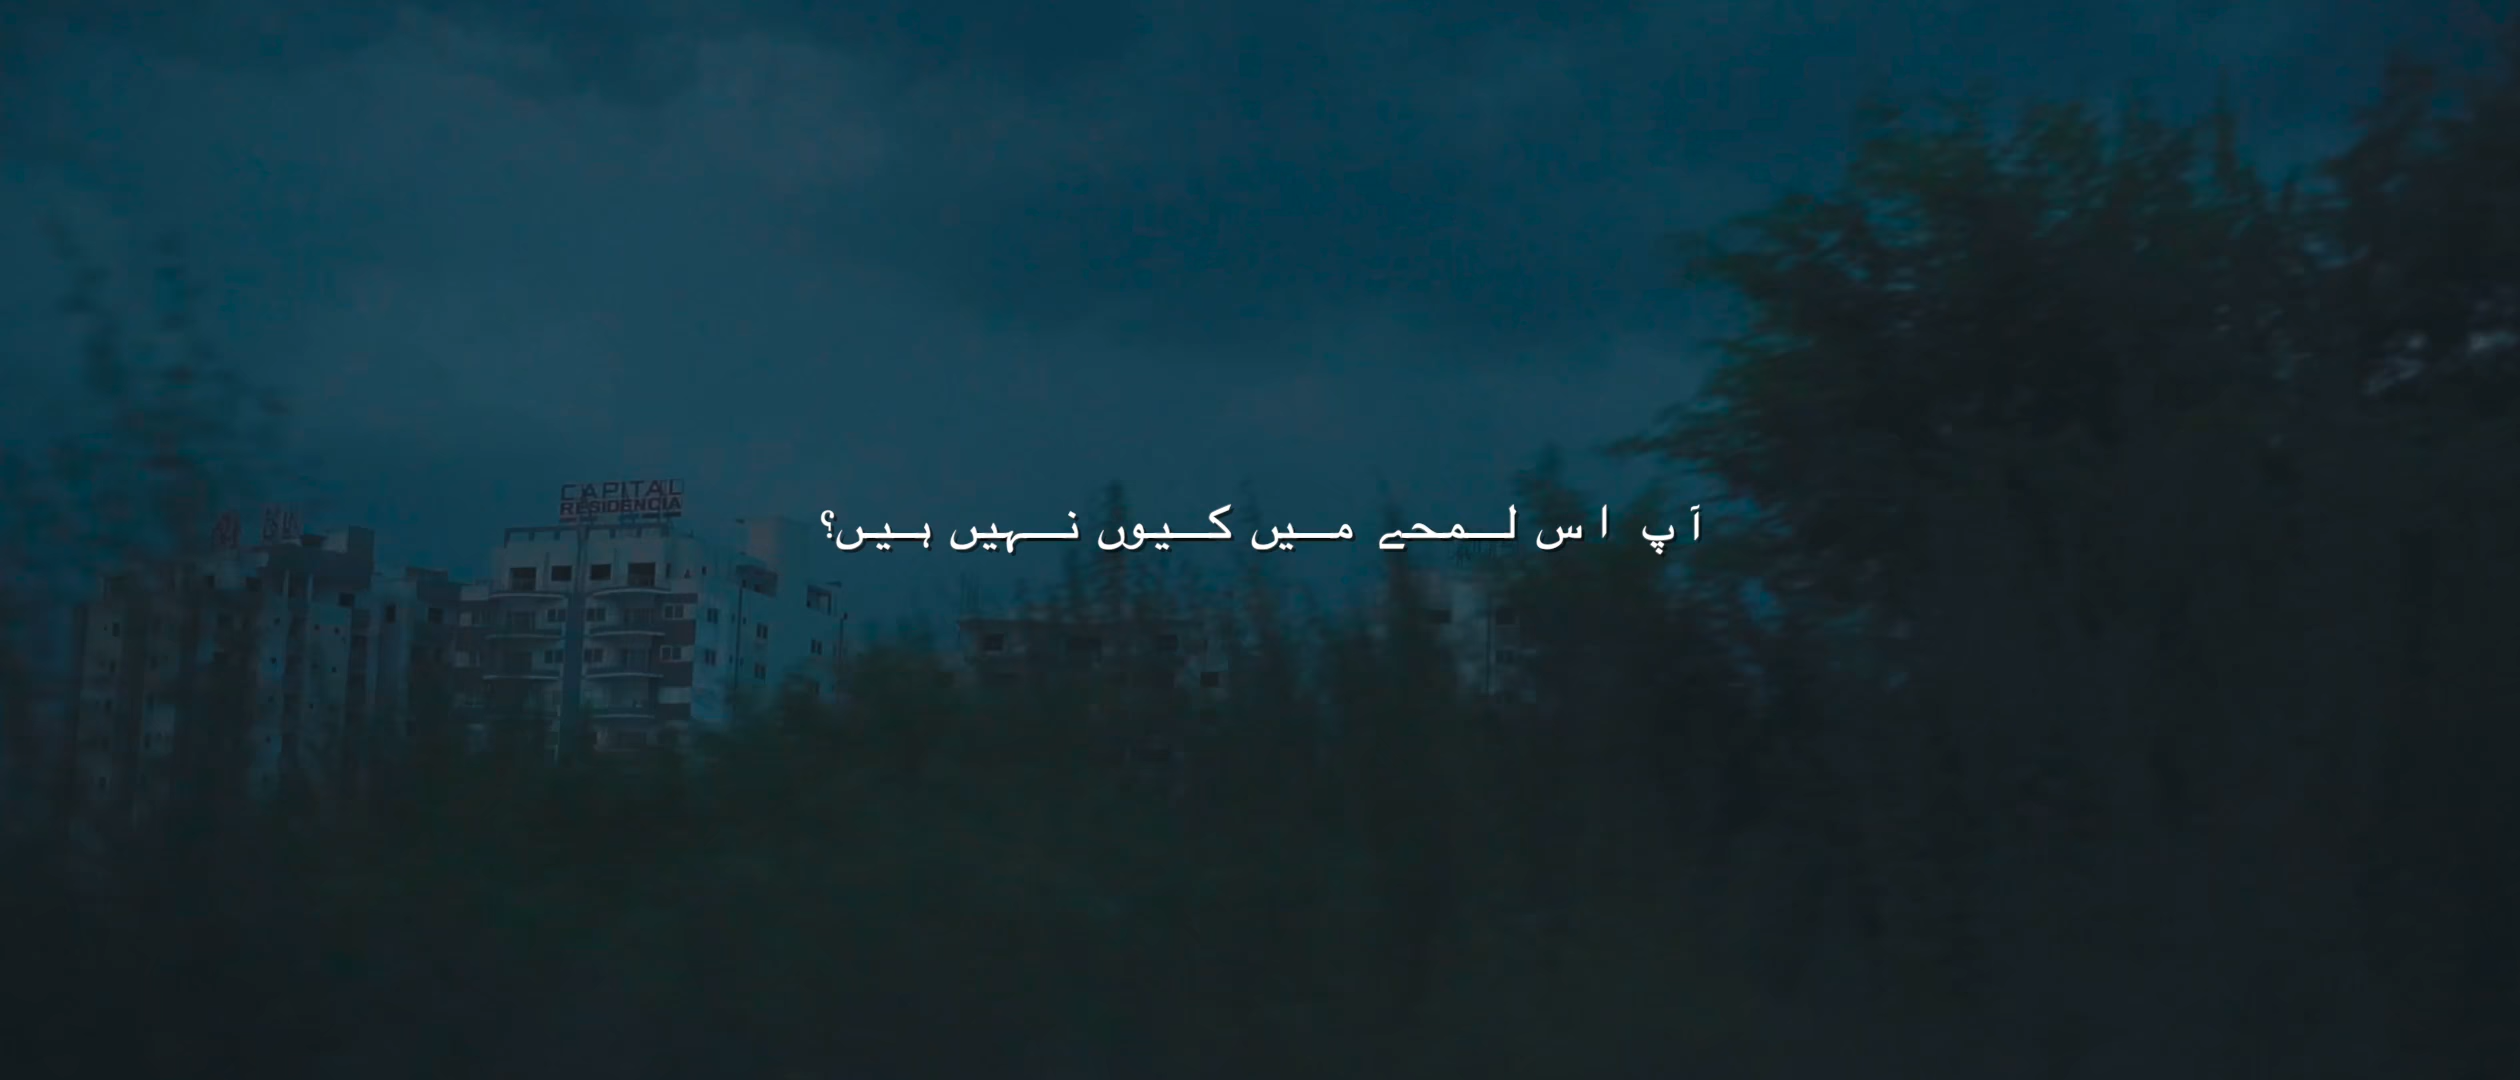 CAPITAL
RESIDENCIA
آپ اس لمحے میں کیوں نہیں ہیں؟